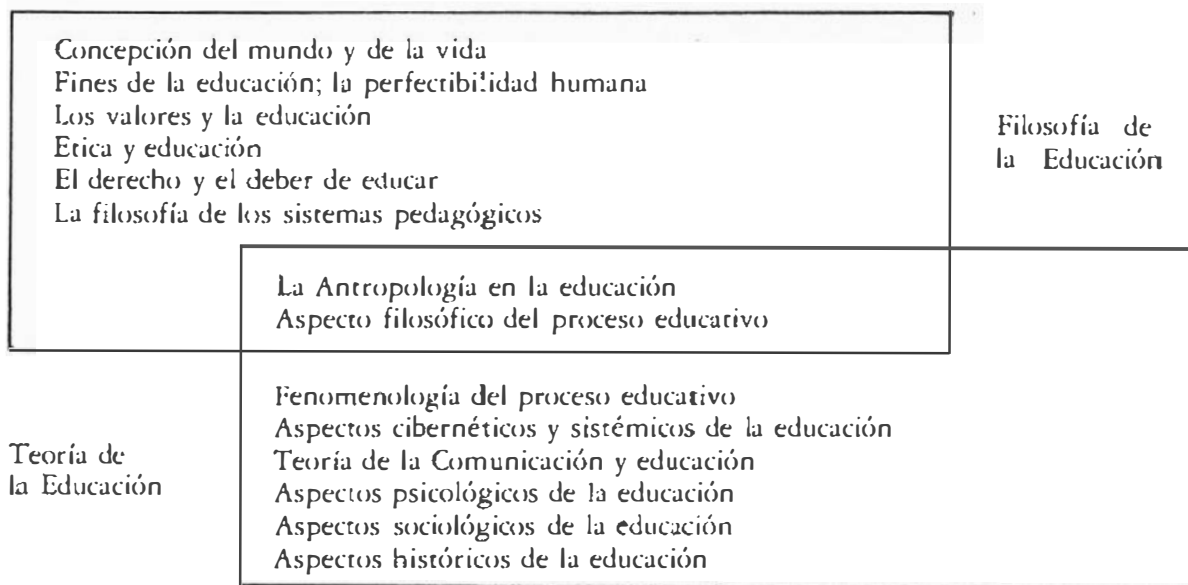 Concepción del mundo y de la vida
Fines de la educación; la perfectibilidad humana
Los valores y la educación
Etica y educación
El derecho y el deber de educar
La filosofía de los sistemas pedagógicos
Filosofía de
la Educación
La Antropología en la educación
Aspecto filosófico del proceso educativo
Teoría de
la Educación
Fenomenología del proceso educativo
Aspectos cibernéticos y sistémicos de la educación
Teoría de la Comunicación y educación
Aspectos psicológicos de la educación
Aspectos sociológicos de la educación
Aspectos históricos de la educación